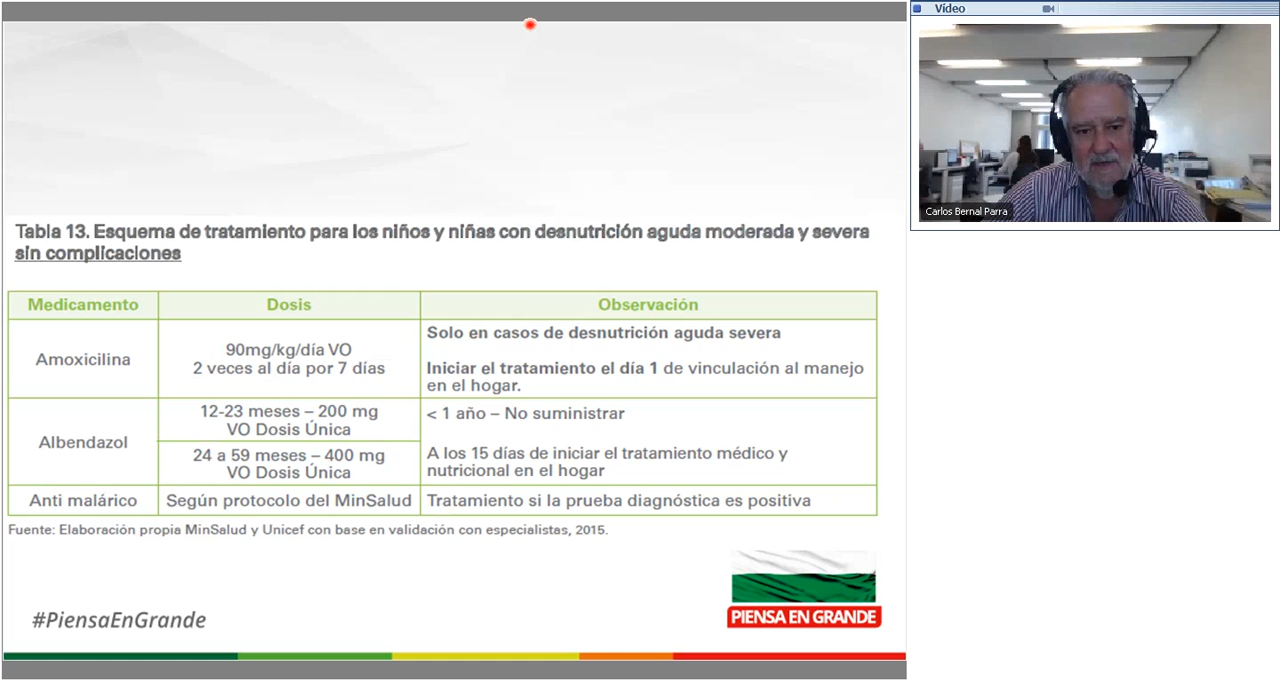 Vídeo
Carlos Bernal Parra
Tabla 13. Esquema de tratamiento para los niños y niñas con desnutrición aguda moderada y severa
sin complicaciones
Medicamento Dosis Observación
Amoxicilina
90mg/kg/día VO
2 veces al día por 7 días
Solo en casos de desnutrición aguda severa
Iniciar el tratamiento el día 1 de vinculación al manejo
en el hogar.
Albendazol
12-23 meses – 200 mg
VO Dosis Única
24 a 59 meses – 400 mg
VO Dosis Única
< 1 año – No suministrar
A los 15 días de iniciar el tratamiento médico y
nutricional en el hogar
Anti malárico Según protocolo del MinSalud Tratamiento si la prueba diagnóstica es positiva
Fuente: Elaboración propia MinSalud y Unicef con base en validación con especialistas, 2015.
#PiensaEnGrande
PIENSA EN GRANDE